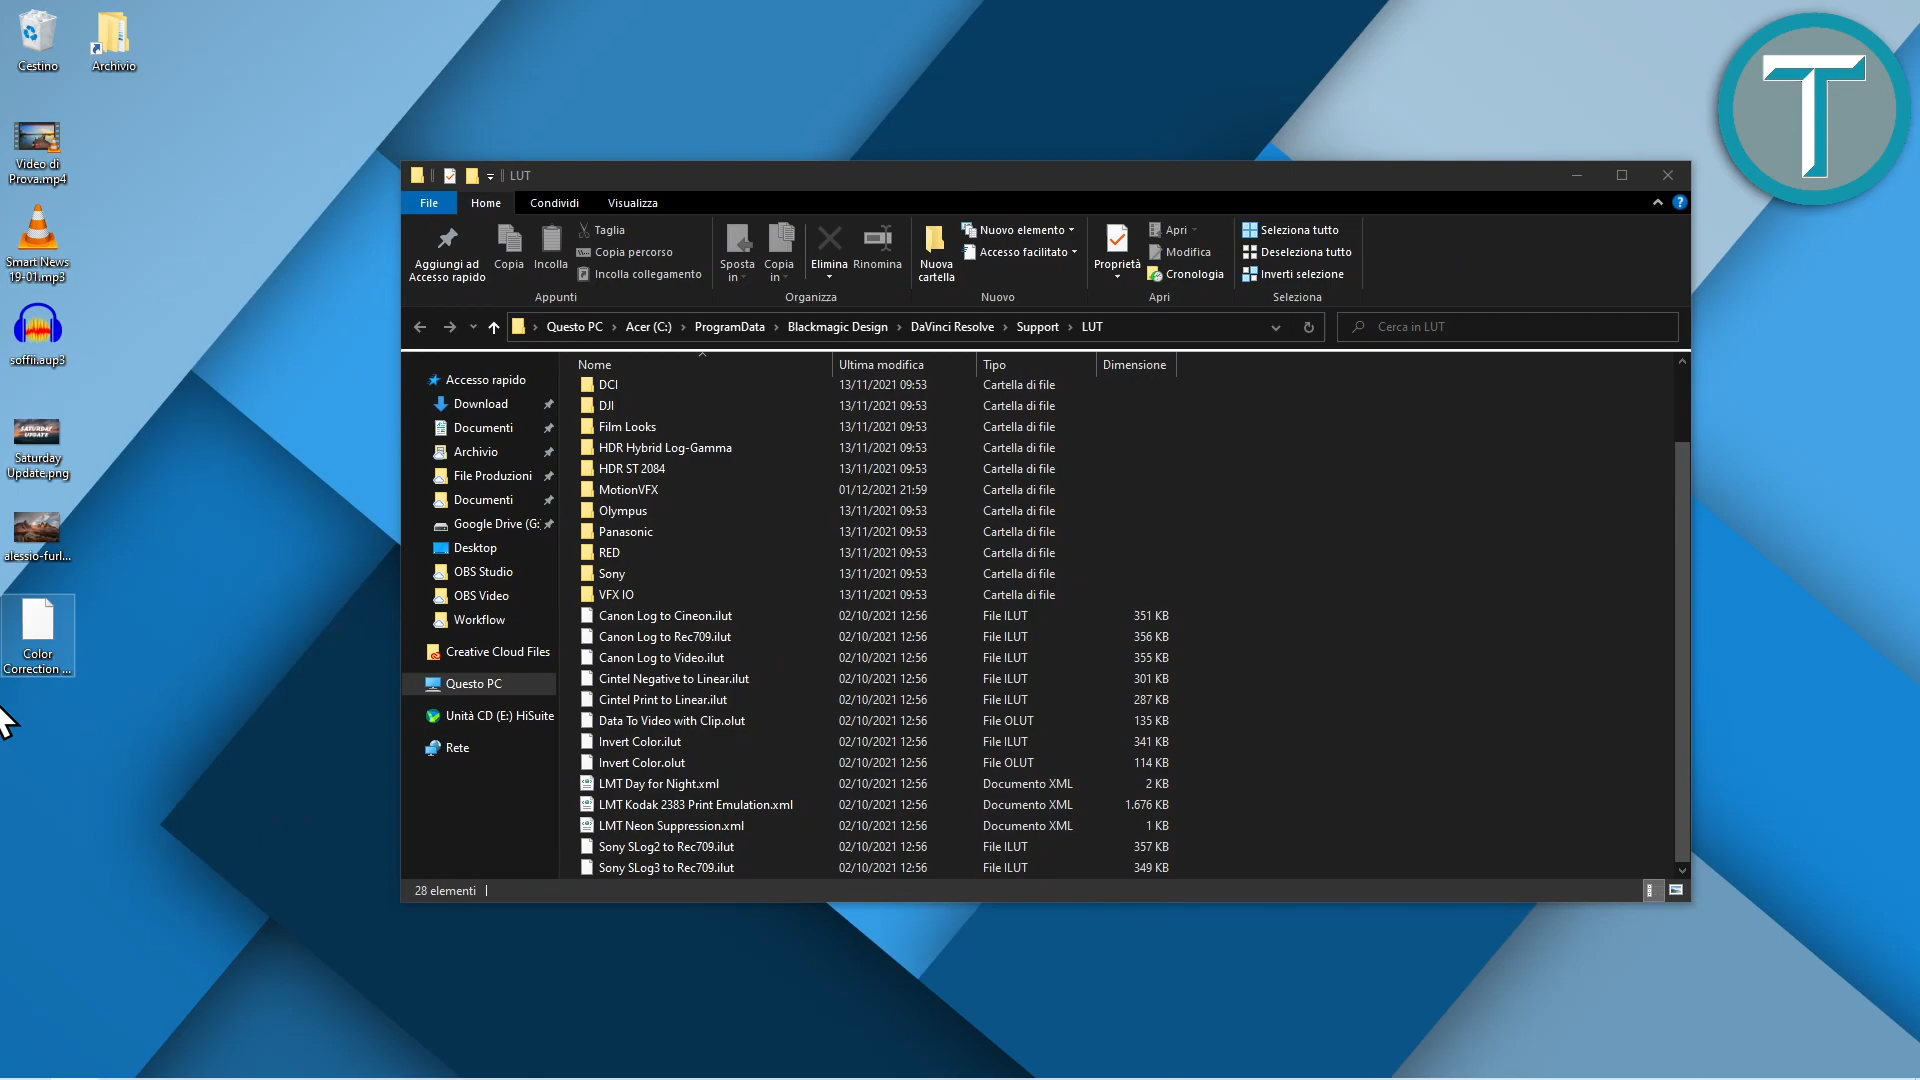 Cestino
Archivio
Video di
Prova.mp4
Smart News
19-01.mp3
soffii.aup3
SATURDAY
UPDATE
Saturday
Update.png
alessio-furl...
Color
Correction ...
T
LUT
File
Home
Condividi
Visualizza
Aggiungi ad
Accesso rapido
Copia
Incolla
Taglia
Copia percorso
Incolla collegamento
Appunti
Sposta
in
Copia
in
Elimina
Rinomina
Organizza
Nuova
cartella
Nuovo elemento
Accesso facilitato
Nuovo
Proprietà
Apri
Modifica
Cronologia
Apri
Seleziona tutto
Deseleziona tutto
Inverti selezione
Seleziona
Questo PC > Acer (C:) > ProgramData > Blackmagic Design > DaVinci Resolve > Support > LUT
Cerca in LUT
Accesso rapido
Download
Documenti
Archivio
File Produzioni
Documenti
Google Drive (G:
Desktop
OBS Studio
OBS Video
Workflow
Creative Cloud Files
Questo PC
Unità CD (E:) HiSuite
Rete
Nome Ultima modifica Tipo Dimensione
DCI 13/11/2021 09:53 Cartella di file
DJI 13/11/2021 09:53 Cartella di file
Film Looks 13/11/2021 09:53 Cartella di file
HDR Hybrid Log-Gamma 13/11/2021 09:53 Cartella di file
HDR ST 2084 13/11/2021 09:53 Cartella di file
MotionVFX 01/12/2021 21:59 Cartella di file
Olympus 13/11/2021 09:53 Cartella di file
Panasonic 13/11/2021 09:53 Cartella di file
RED 13/11/2021 09:53 Cartella di file
Sony 13/11/2021 09:53 Cartella di file
VFX IO 13/11/2021 09:53 Cartella di file
Canon Log to Cineon.ilut 02/10/2021 12:56 File ILUT 351 KB
Canon Log to Rec709.ilut 02/10/2021 12:56 File ILUT 356 KB
Canon Log to Video.ilut 02/10/2021 12:56 File ILUT 355 KB
Cintel Negative to Linear.ilut 02/10/2021 12:56 File ILUT 301 KB
Cintel Print to Linear.ilut 02/10/2021 12:56 File ILUT 287 KB
Data To Video with Clip.olut 02/10/2021 12:56 File OLUT 135 KB
Invert Color.ilut 02/10/2021 12:56 File ILUT 341 KB
Invert Color.olut 02/10/2021 12:56 File OLUT 114 KB
LMT Day for Night.xml 02/10/2021 12:56 Documento XML 2 KB
LMT Kodak 2383 Print Emulation.xml 02/10/2021 12:56 Documento XML 1.676 KB
LMT Neon Suppression.xml 02/10/2021 12:56 Documento XML 1 KB
Sony SLog2 to Rec709.ilut 02/10/2021 12:56 File ILUT 357 KB
Sony SLog3 to Rec709.ilut 02/10/2021 12:56 File ILUT 349 KB
28 elementi